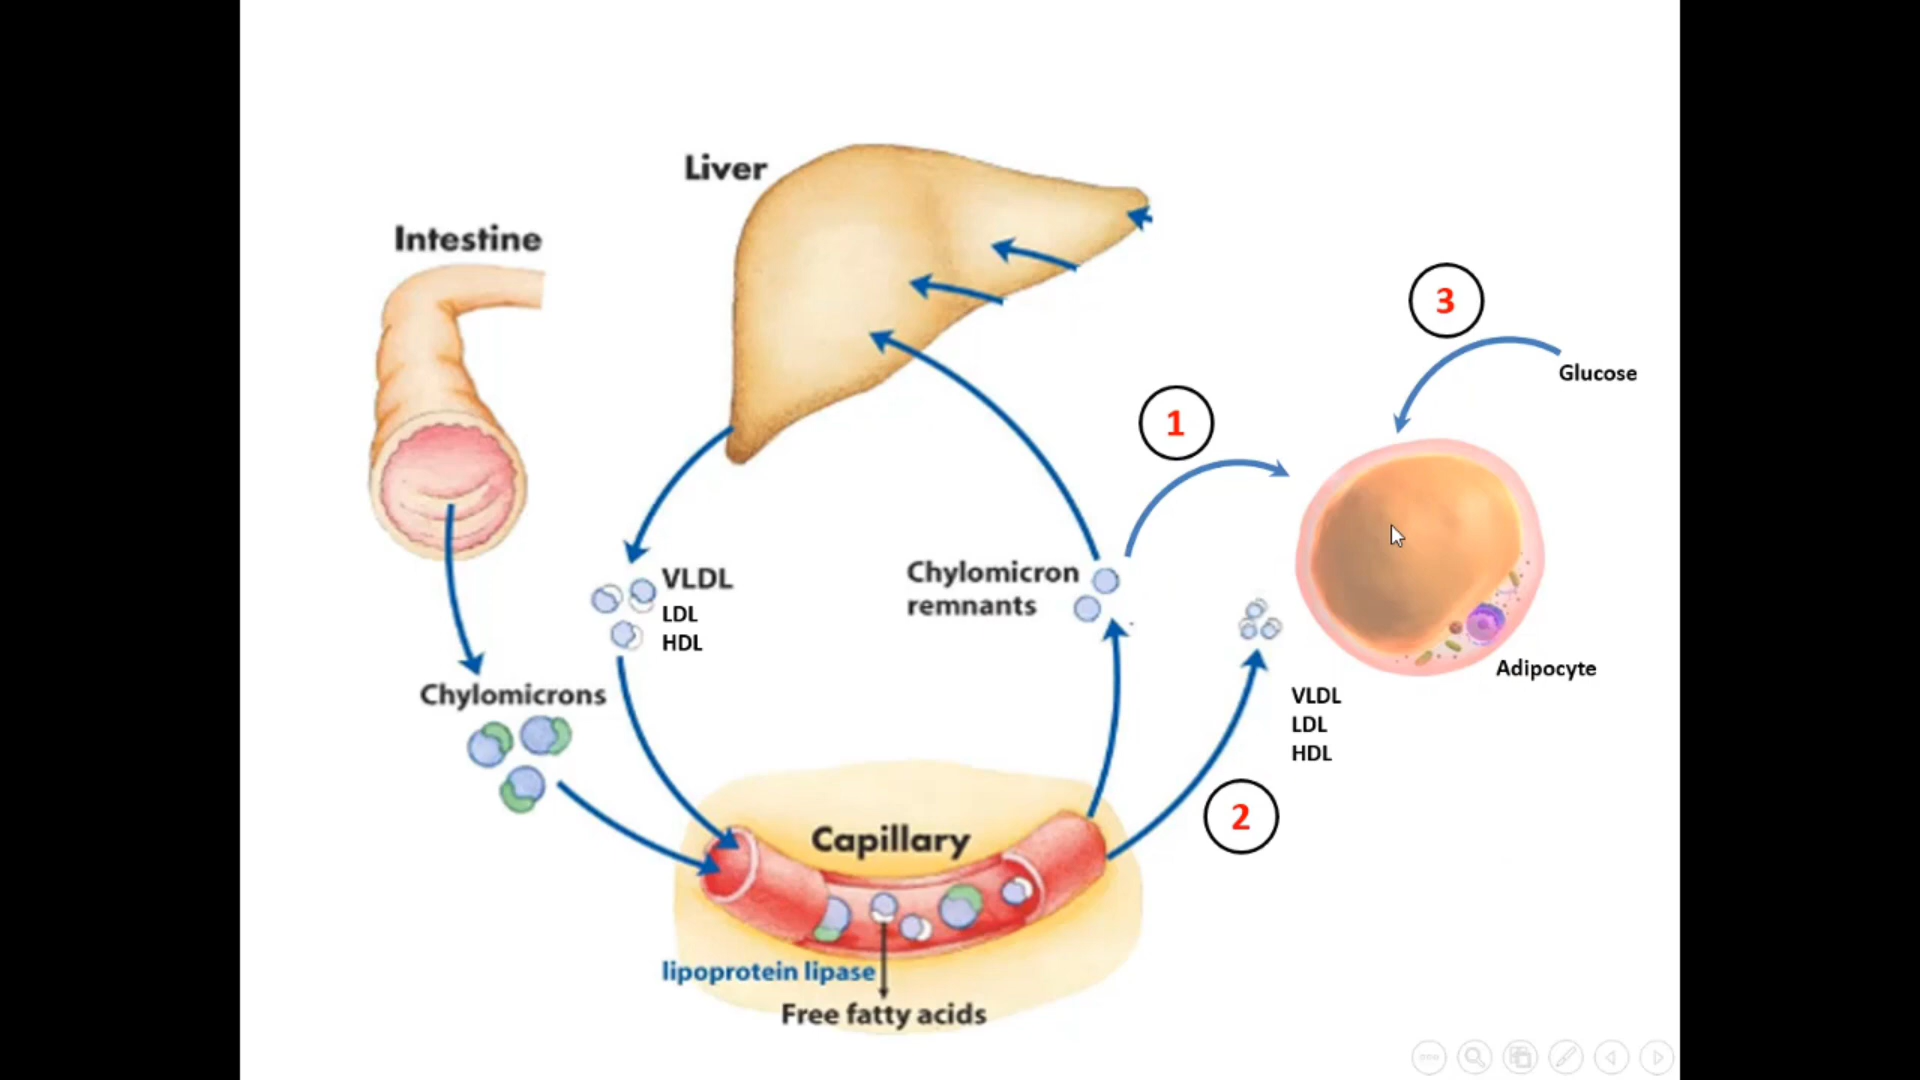 Liver
Intestine
3
Glucose
1
VLDL
LDL
HDL
Chylomicron
remnants
Adipocyte
Chylomicrons
VLDL
LDL
HDL
2
Capillary
lipoprotein lipase
Free fatty acids